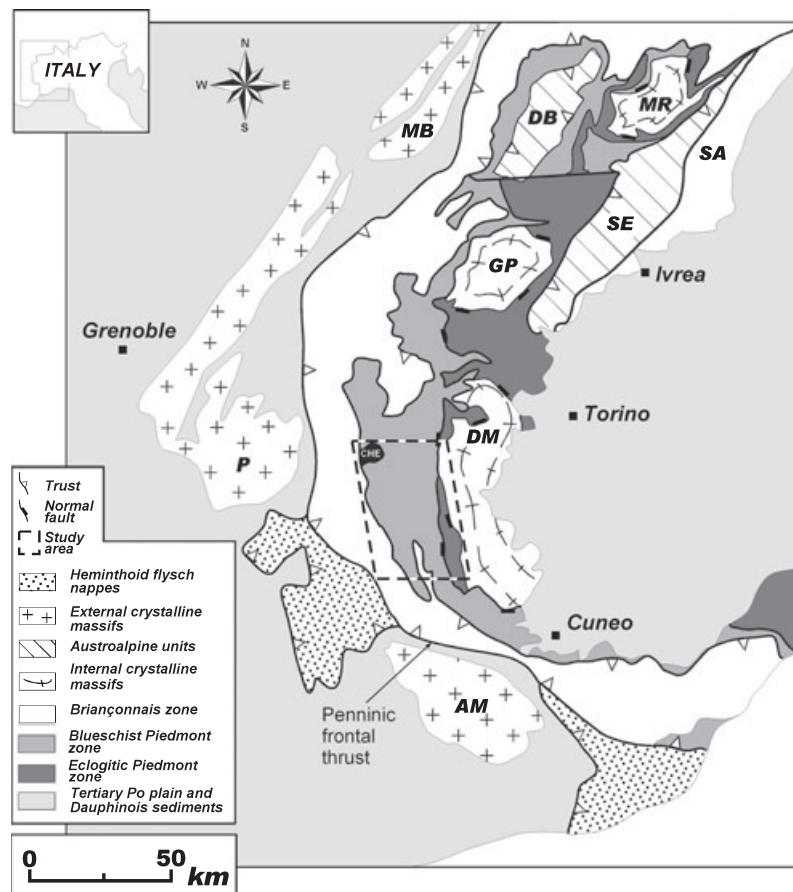 ITALY
N
W E
S
MB
DB
MR
SA
SE
GP
Ivrea
Grenoble
Torino
DM
CHE
P
Cuneo
AM
Penninic
frontal
thrust
Trust
Normal
fault
Study
area
Heminthoid flysch
nappes
External crystalline
massifs
Austroalpine units
Internal crystalline
massifs
Briançonnais zone
Blueschist Piedmont
zone
Eclogitic Piedmont
zone
Tertiary Po plain and
Dauphinois sediments
0 50
km